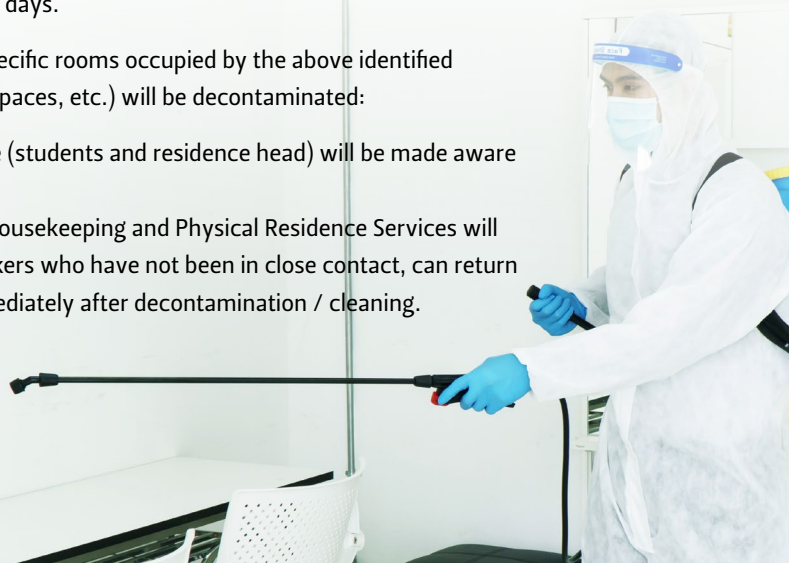 days.
ecific rooms occupied by the above identified
paces, etc.) will be decontaminated:
e (students and residence head) will be made aware
ousekeeping and Physical Residence Services will
kers who have not been in close contact, can return
nediately after decontamination / cleaning.